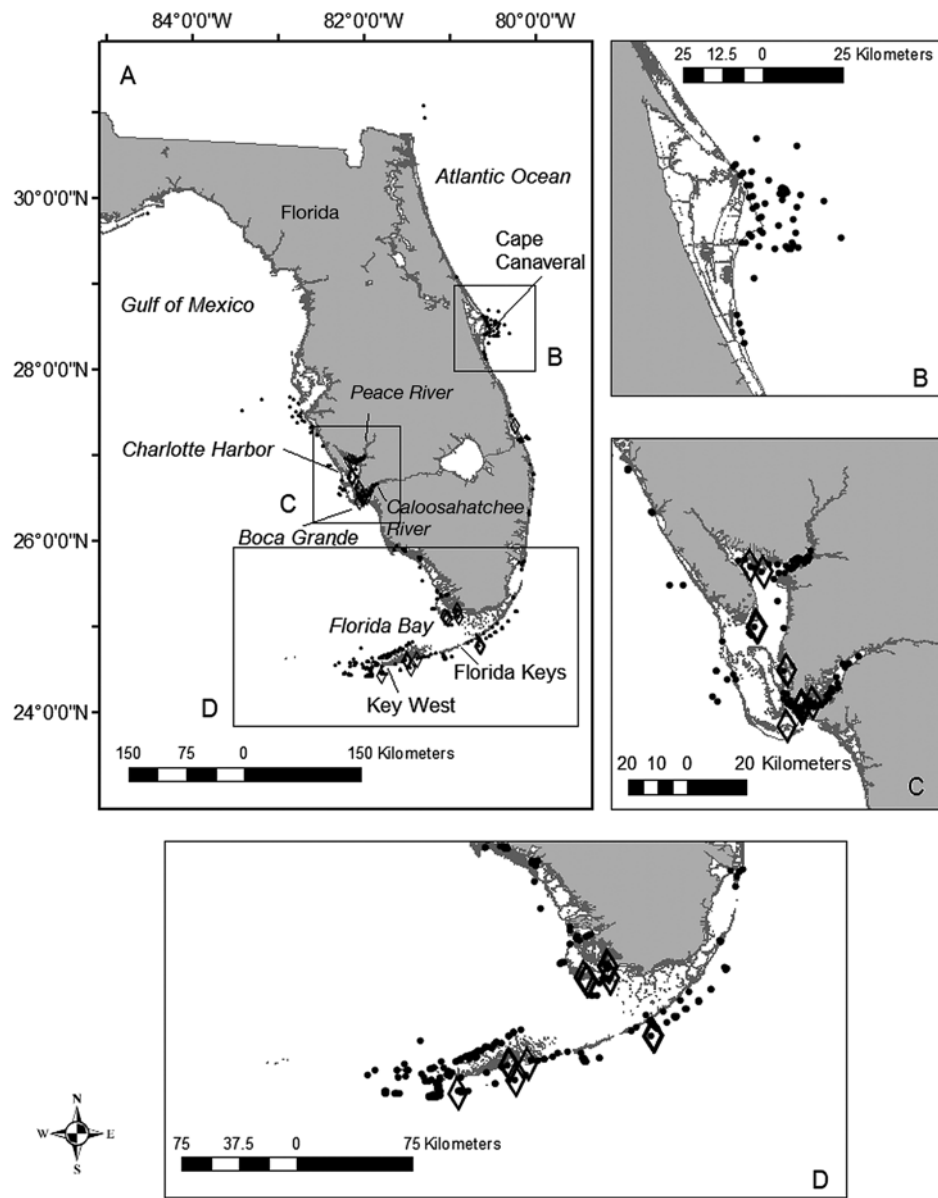 84°0'0"W 82°0'0"W 80°0'0"W
A
30°0'0"N
28°0'0"N
26°0'0"N
24°0'0"N
Atlantic Ocean
Florida
Cape
Canaveral
Gulf of Mexico
B
Peace River
Charlotte Harbor
C
Caloosahatchee
River
Boca Grande
Florida Bay
Florida Keys
Key West
D
150 75 0 150 Kilometers
25 12.5 0 25 Kilometers
B
20 10 0 20 Kilometers
C
N
W E
S
75 37.5 0 75 Kilometers
D